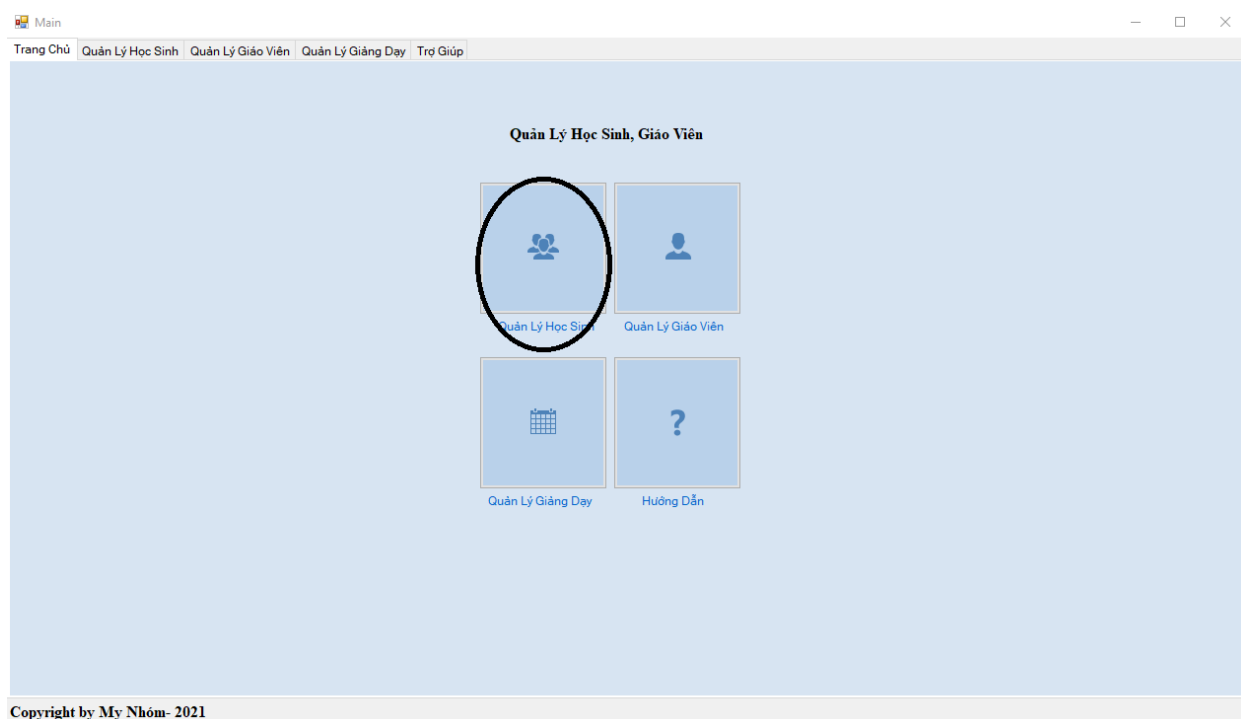 Main
Trang Chủ Quản Lý Học Sinh Quản Lý Giáo Viên Quản Lý Giảng Dạy Trợ Giúp
Quản Lý Học Sinh, Giáo Viên
Quản Lý Học Sinh Quản Lý Giáo Viên
?
Quản Lý Giảng Dạy Hướng Dẫn
Copyright by My Nhóm- 2021